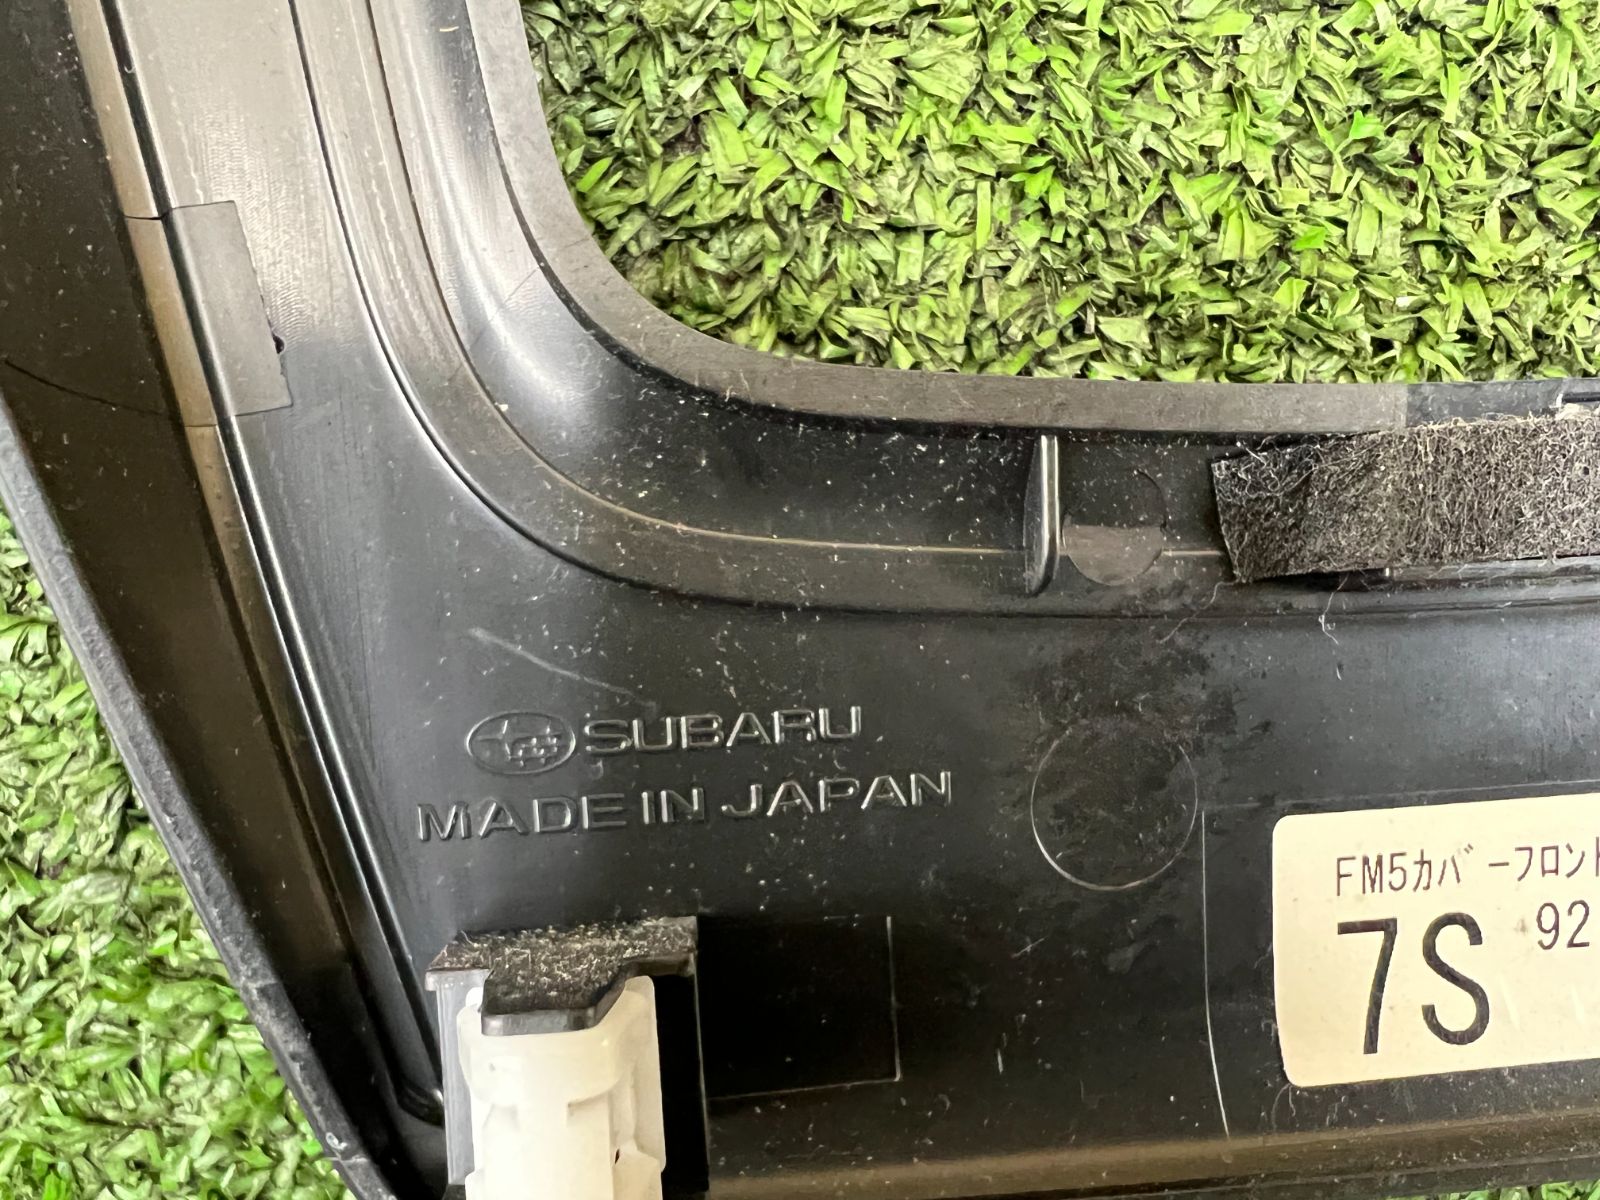 SUBARU
MADE IN JAPAN
FM5ｶﾊﾞｰﾌﾛﾝﾄ
7S 92